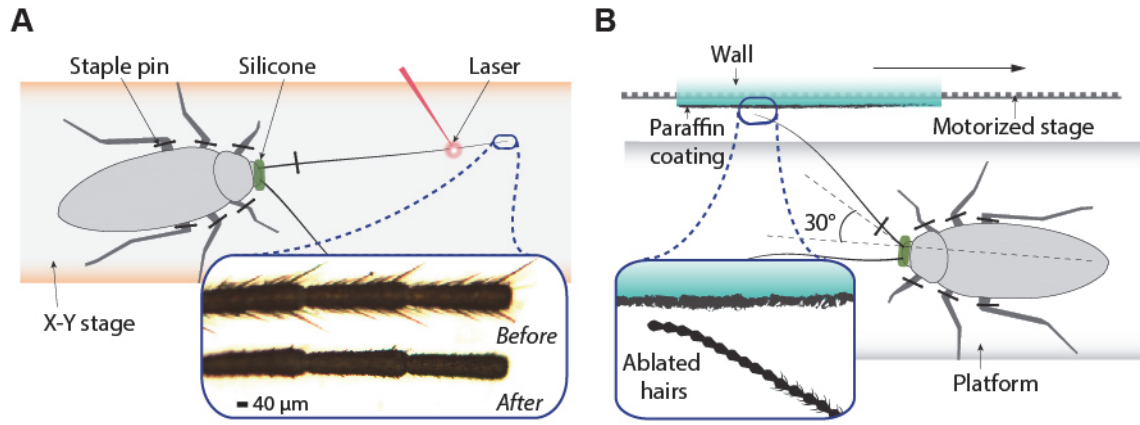 A
Staple pin
Silicone
Laser
X-Y stage
Before
After
40 µm
B
Wall
Paraffin
coating
Motorized stage
30°
Ablated
hairs
Platform